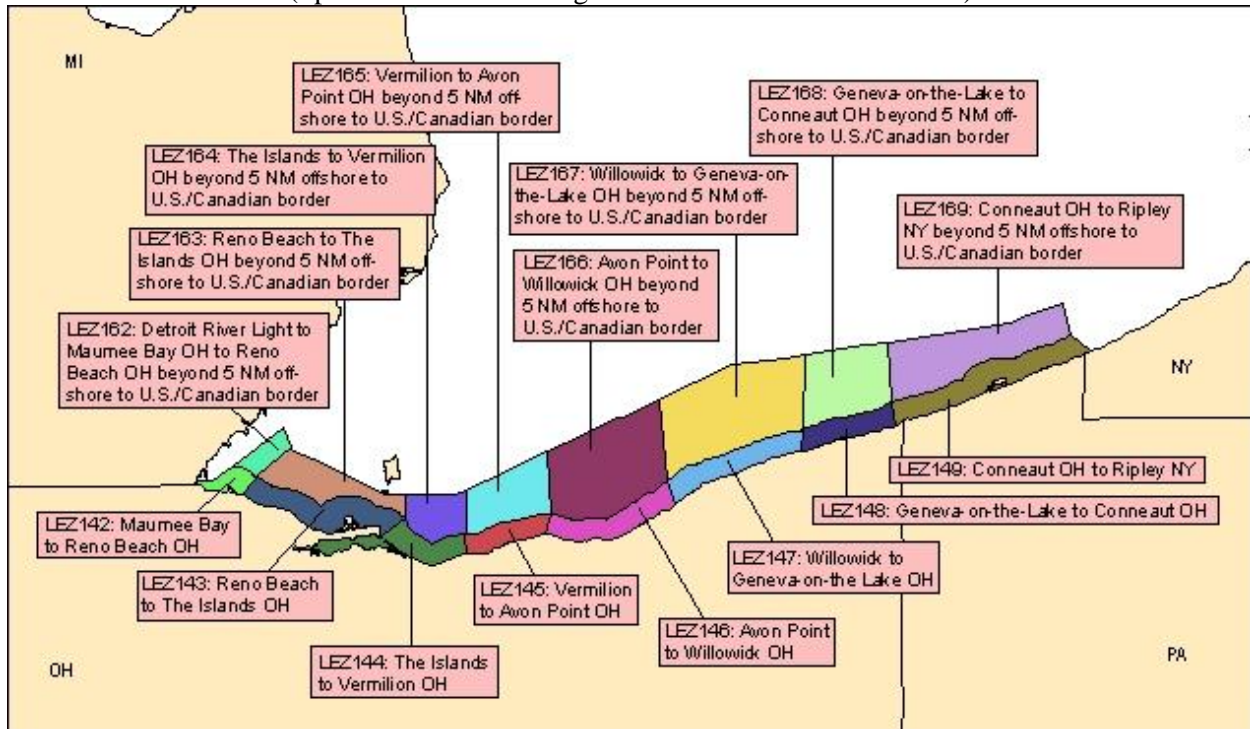 MI
LEZ165: Vermilion to Avon
Point OH beyond 5 NM off-
shore to U.S./Canadian border
LEZ168: Geneva-on-the-Lake to
Conneaut OH beyond 5 NM off-
shore to U.S./Canadian border
LEZ164: The Islands to Vermilion
OH beyond 5 NM offshore to
U.S./Canadian border
LEZ167: Willowick to Geneva-on-
the-Lake OH beyond 5 NM off-
shore to U.S./Canadian border
LEZ169: Conneaut OH to Ripley
NY beyond 5 NM offshore to
U.S./Canadian border
LEZ163: Reno Beach to The
Islands OH beyond 5 NM off-
shore to U.S./Canadian border
LEZ166: Avon Point to
Willowick OH beyond
5 NM offshore to
U.S./Canadian border
LEZ162: Detroit River Light to
Maumee Bay OH to Reno
Beach OH beyond 5 NM off-
shore to U.S./Canadian border
NY
LEZ149: Conneaut OH to Ripley NY
LEZ148: Geneva-on-the-Lake to Conneaut OH
LEZ142: Maumee Bay
to Reno Beach OH
LEZ147: Willowick to
Geneva-on-the Lake OH
LEZ143: Reno Beach
to The Islands OH
LEZ145: Vermilion
to Avon Point OH
LEZ146: Avon Point
to Willowick OH
LEZ144: The Islands
to Vermilion OH
OH
PA